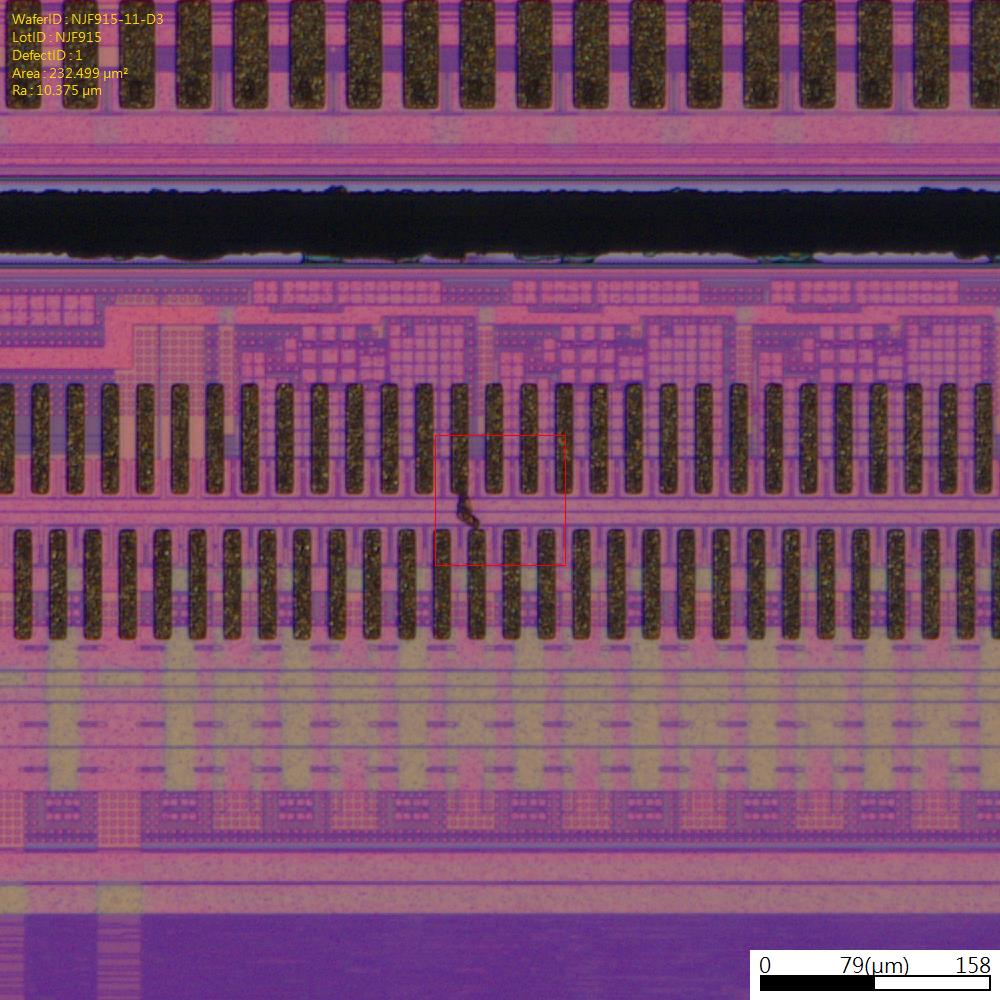 WaferID : NJF915-11-D3
LotID : NJF915
DefectID : 1
Area : 232.499 µm²
Ra : 10.375 µm
0 79(µm) 158